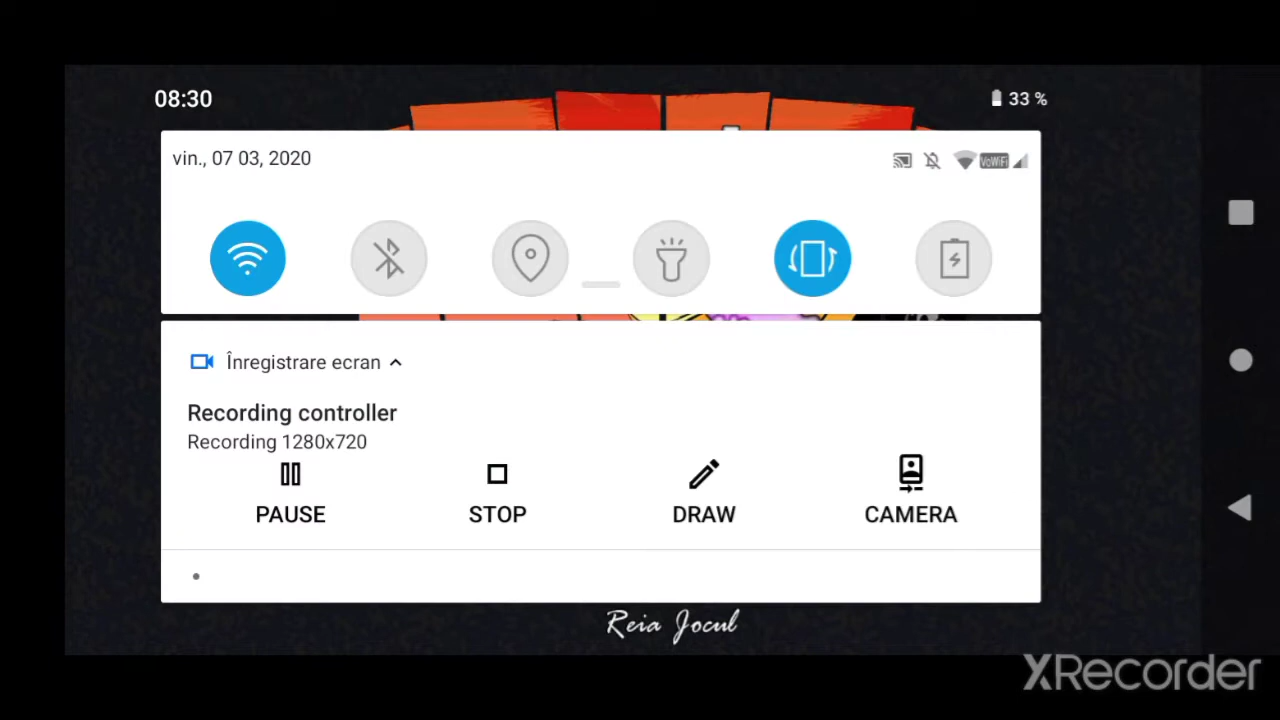 08:30
33 %
vin., 07 03, 2020
VoWiFi
Înregistrare ecran
Recording controller
Recording 1280x720
PAUSE
STOP
DRAW
CAMERA
Reia Jocul
XRecorder